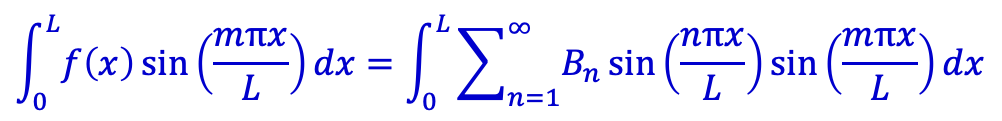 ∫₀ᴸ f(x) sin (mπx/L) dx = ∫₀ᴸ ∑ₙ₌₁^∞ Bₙ sin (nπx/L) sin (mπx/L) dx